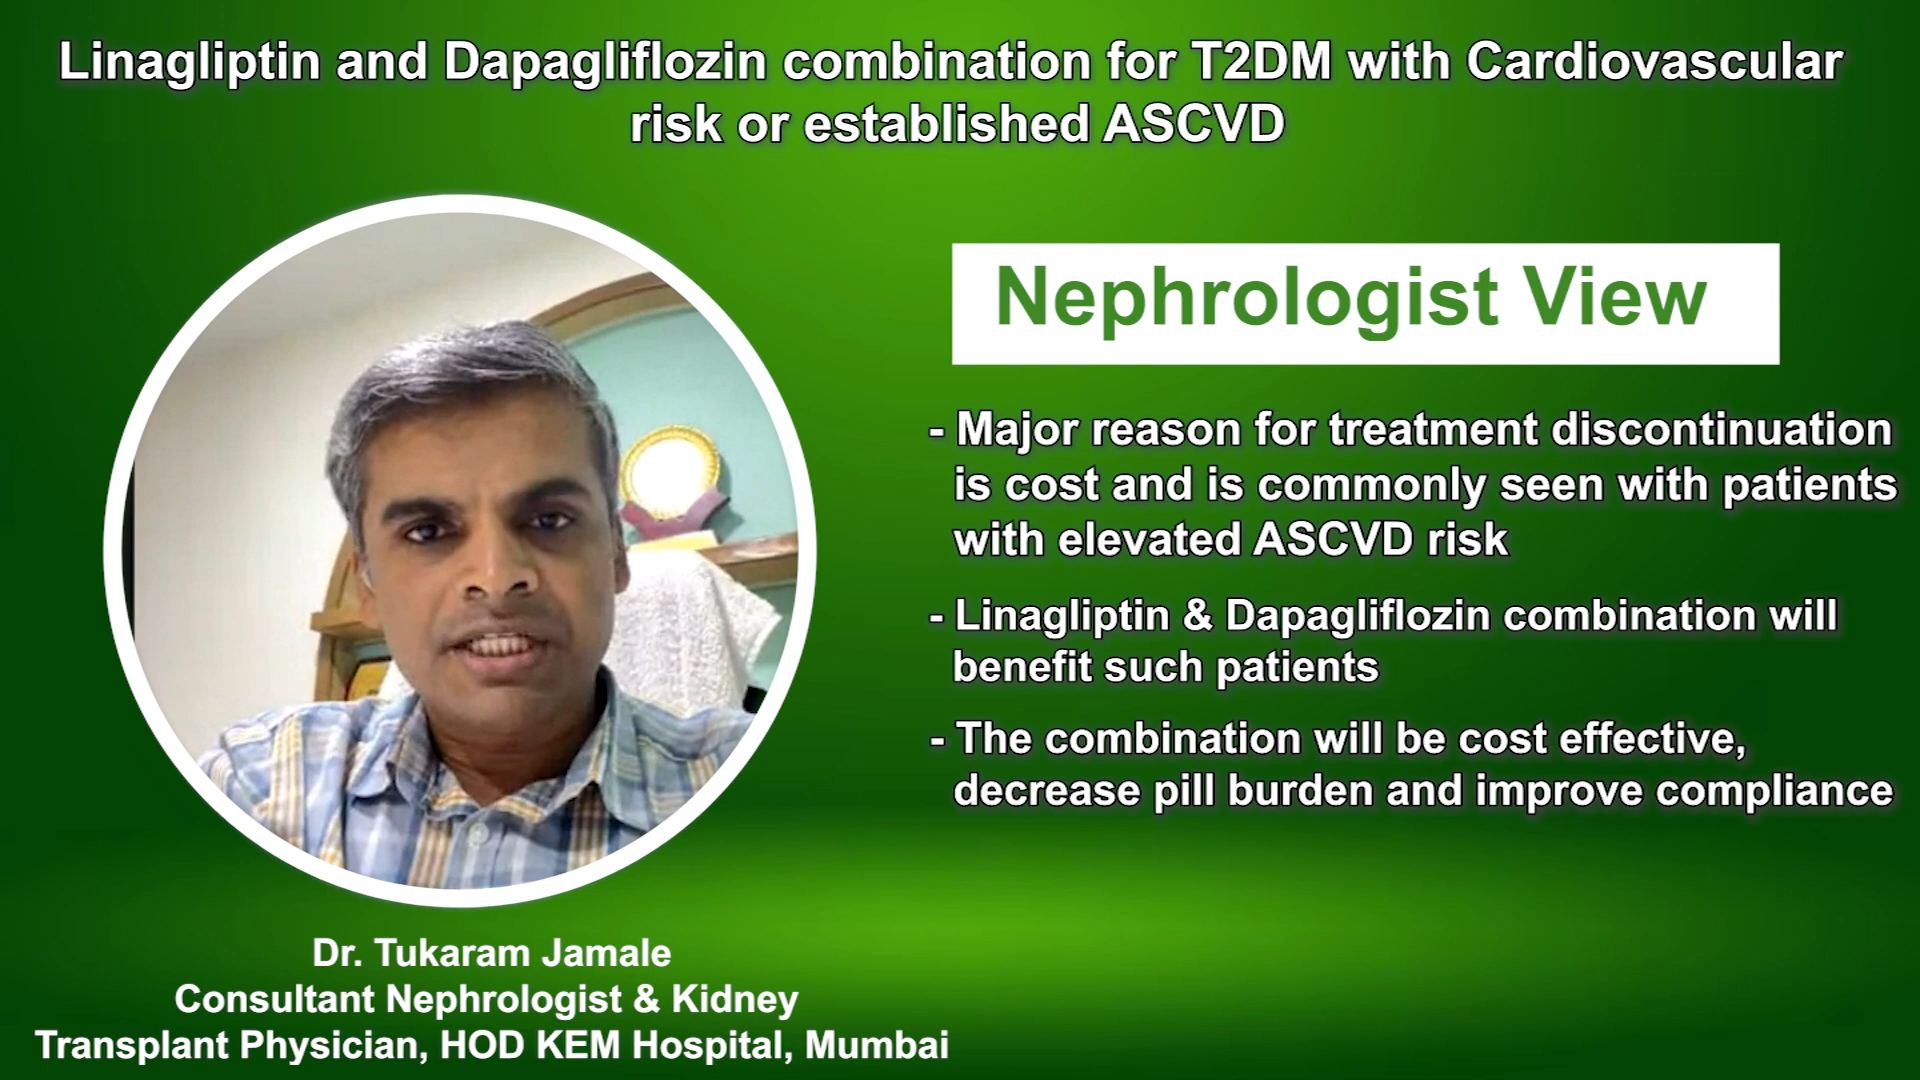 Linagliptin and Dapagliflozin combination for T2DM with Cardiovascular
risk or established ASCVD
Nephrologist View
- Major reason for treatment discontinuation
is cost and is commonly seen with patients
with elevated ASCVD risk
- Linagliptin & Dapagliflozin combination will
benefit such patients
- The combination will be cost effective,
decrease pill burden and improve compliance
Dr. Tukaram Jamale
Consultant Nephrologist & Kidney
Transplant Physician, HOD KEM Hospital, Mumbai